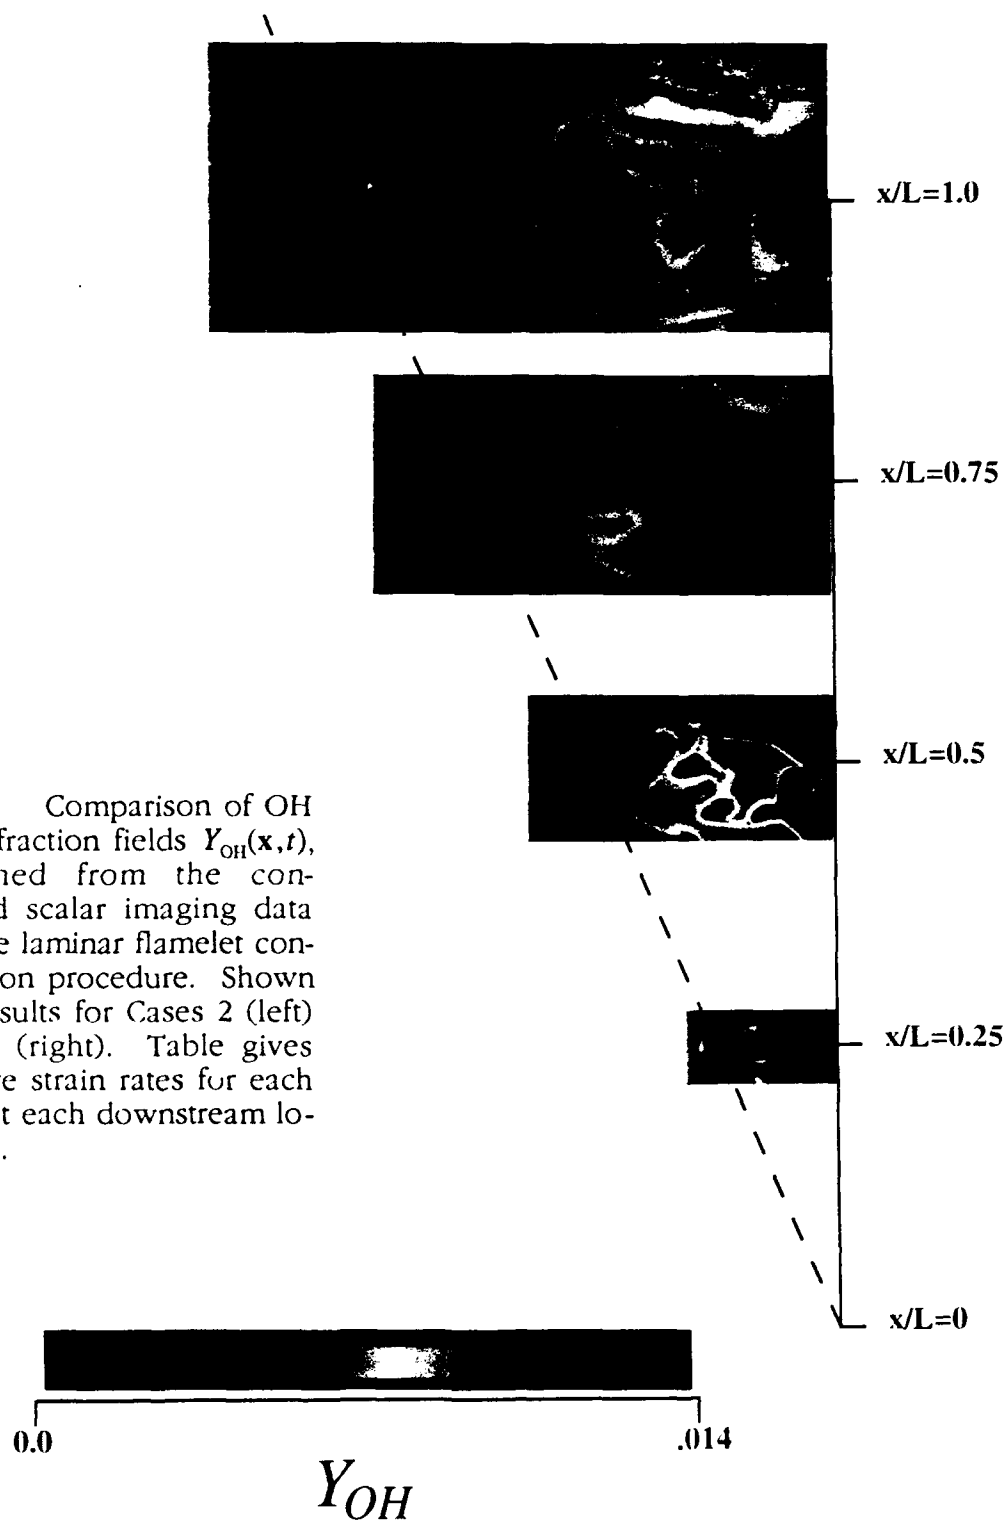 x/L=1.0
x/L=0.75
x/L=0.5
Comparison of OH
fraction fields Y_OH(x,t),
ned from the con-
scalar imaging data
e laminar flamelet con-
on procedure. Shown
sults for Cases 2 (left)
(right). Table gives
e strain rates for each
t each downstream lo-
.
x/L=0.25
x/L=0
0.0
.014
Y_OH